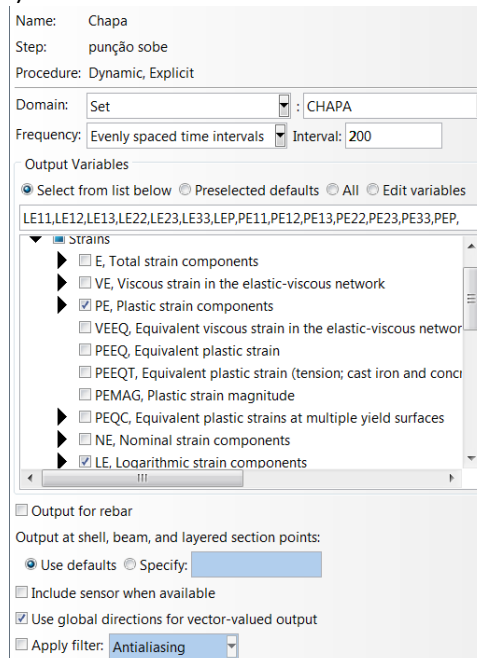 Name: Chapa
Step: punção sobe
Procedure: Dynamic, Explicit
Domain: Set : CHAPA
Frequency: Evenly spaced time intervals Interval: 200
Output Variables
Select from list below Preselected defaults All Edit variables
LE11,LE12,LE13,LE22,LE23,LE33,LEP,PE11,PE12,PE13,PE22,PE23,PE33,PEP,
Strains
E, Total strain components
VE, Viscous strain in the elastic-viscous network
PE, Plastic strain components
VEEQ, Equivalent viscous strain in the elastic-viscous networ
PEEQ, Equivalent plastic strain
PEEQT, Equivalent plastic strain (tension; cast iron and concr
PEMAG, Plastic strain magnitude
PEQC, Equivalent plastic strains at multiple yield surfaces
NE, Nominal strain components
LE, Logarithmic strain components
Output for rebar
Output at shell, beam, and layered section points:
Use defaults Specify:
Include sensor when available
Use global directions for vector-valued output
Apply filter: Antialiasing